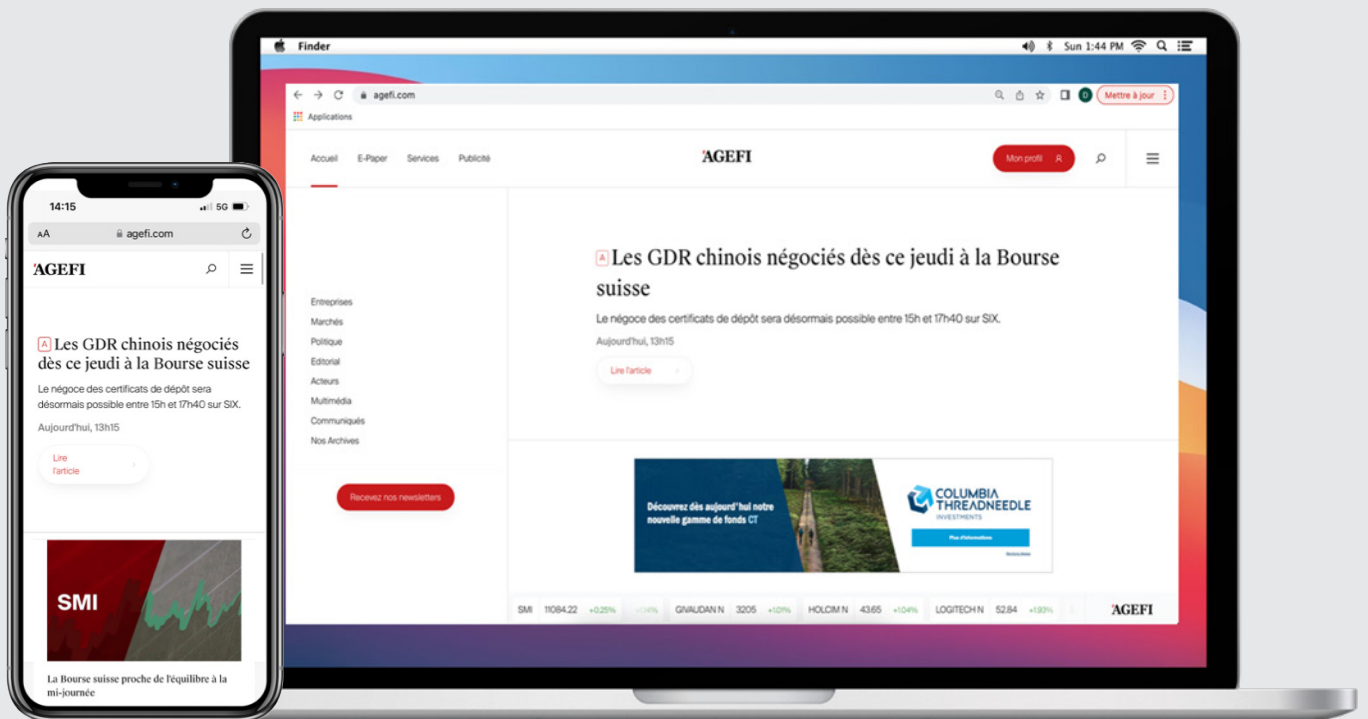 Finder
Sun 1:44 PM
agefi.com
Mettre à jour
Applications
Accueil E-Paper Services Publicité
AGEFI
Mon profil
Les GDR chinois négociés dès ce jeudi à la Bourse
suisse
Le négoce des certificats de dépôt sera désormais possible entre 15h et 17h40 sur SIX.
Aujourd'hui, 13h15
Lire l'article
Entreprises
Marchés
Politique
Editorial
Acteurs
Multimédia
Communiqués
Nos Archives
Recevez nos newsletters
Découvrez dès aujourd'hui notre
nouvelle gamme de fonds CT
COLUMBIA
THREADNEEDLE
INVESTMENTS
Plus d'informations
SMI 11084.22 +0.25% GIVAUDAN N 3205 +1.01% HOLCIM N 43.65 +1.04% LOGITECH N 52.84 +1.93%
AGEFI
14:15
5G
AA
agefi.com
AGEFI
A Les GDR chinois négociés
dès ce jeudi à la Bourse suisse
Le négoce des certificats de dépôt sera
désormais possible entre 15h et 17h40 sur SIX.
Aujourd'hui, 13h15
Lire
l'article
SMI
La Bourse suisse proche de l'équilibre à la
mi-journée